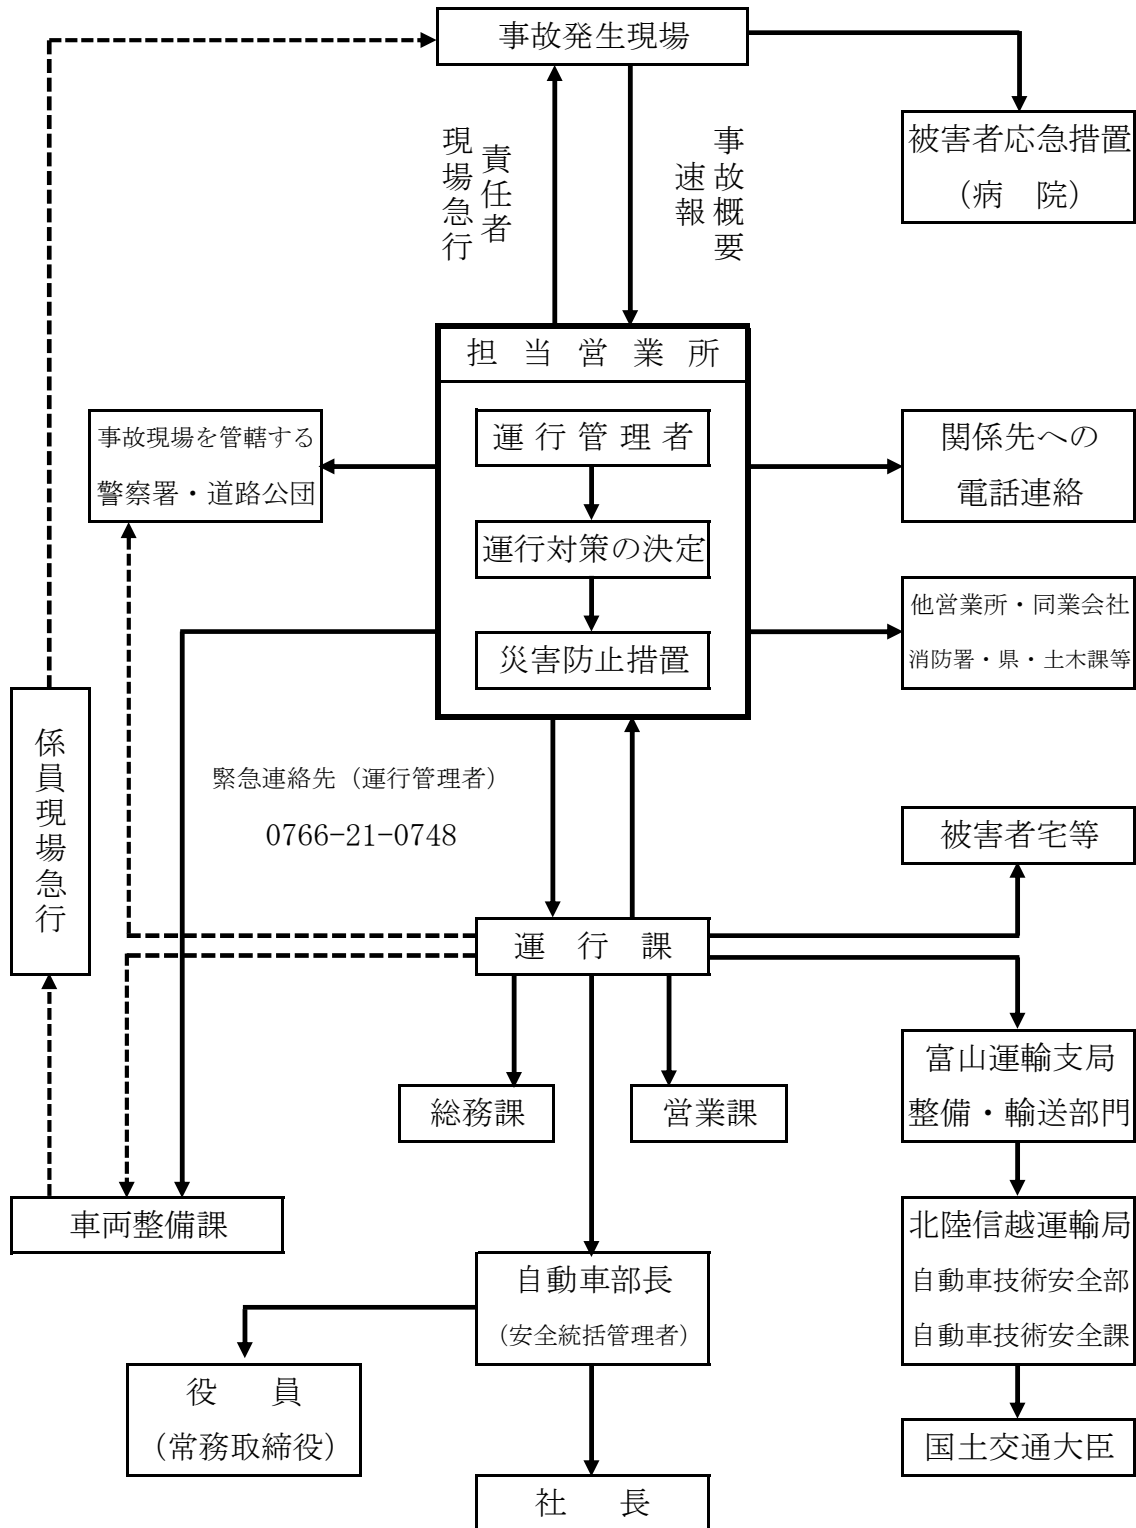 事故発生現場
被害者応急措置
（病　院）
責任者
現場急行
事故概要
速報
担　当　営　業　所
運 行 管 理 者
運行対策の決定
災害防止措置
事故現場を管轄する
警察署・道路公団
関係先への
電話連絡
他営業所・同業会社
消防署・県・土木課等
係員現場急行
緊急連絡先（運行管理者）
0766-21-0748
被害者宅等
運　行　課
総務課
営業課
富山運輸支局
整備・輸送部門
車両整備課
北陸信越運輸局
自動車技術安全部
自動車技術安全課
自動車部長
（安全統括管理者）
役　　員
（常務取締役）
国土交通大臣
社　　長